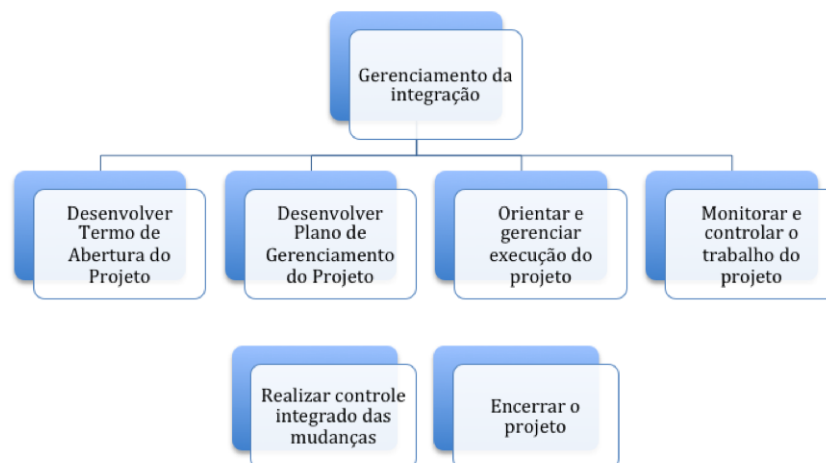 Gerenciamento da
integração
Desenvolver
Termo de
Abertura do
Projeto
Desenvolver
Plano de
Gerenciamento
do Projeto
Orientar e
gerenciar
execução do
projeto
Monitorar e
controlar o
trabalho do
projeto
Realizar controle
integrado das
mudanças
Encerrar o
projeto